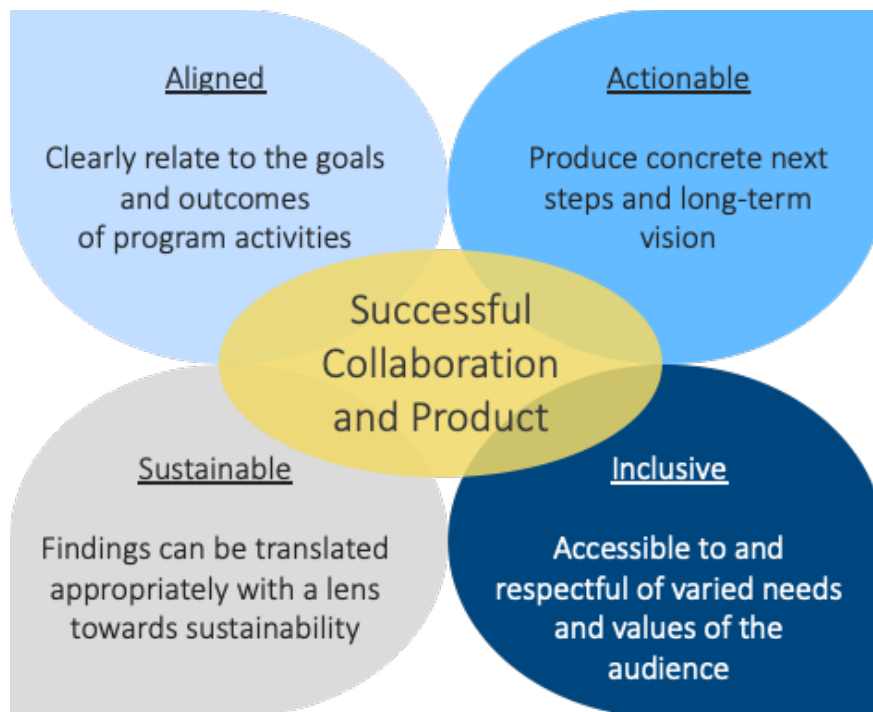 Aligned
Clearly relate to the goals
and outcomes
of program activities
Actionable
Produce concrete next
steps and long-term
vision
Successful
Collaboration
and Product
Sustainable
Findings can be translated
appropriately with a lens
towards sustainability
Inclusive
Accessible to and
respectful of varied needs
and values of the
audience